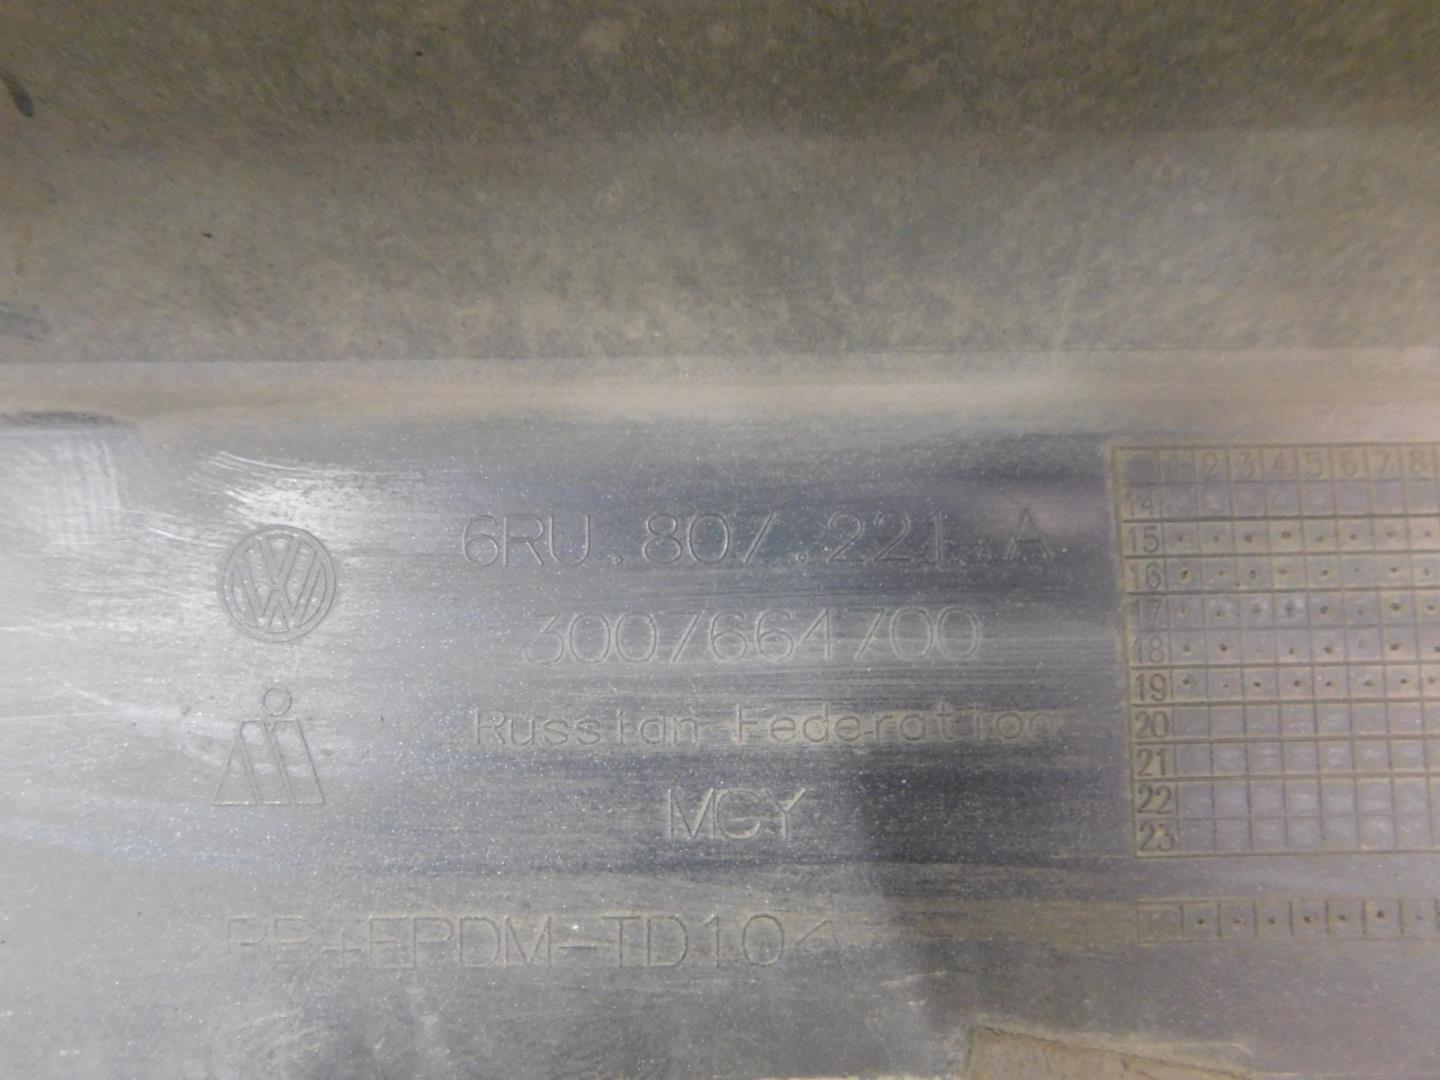 6RU.807.221.A
3007664700
Russian Federation
MGY
PP+EPDM-TD10<
1 2 3 4 5 6 7 8
14
15
16
17
18
19
20
21
22
23